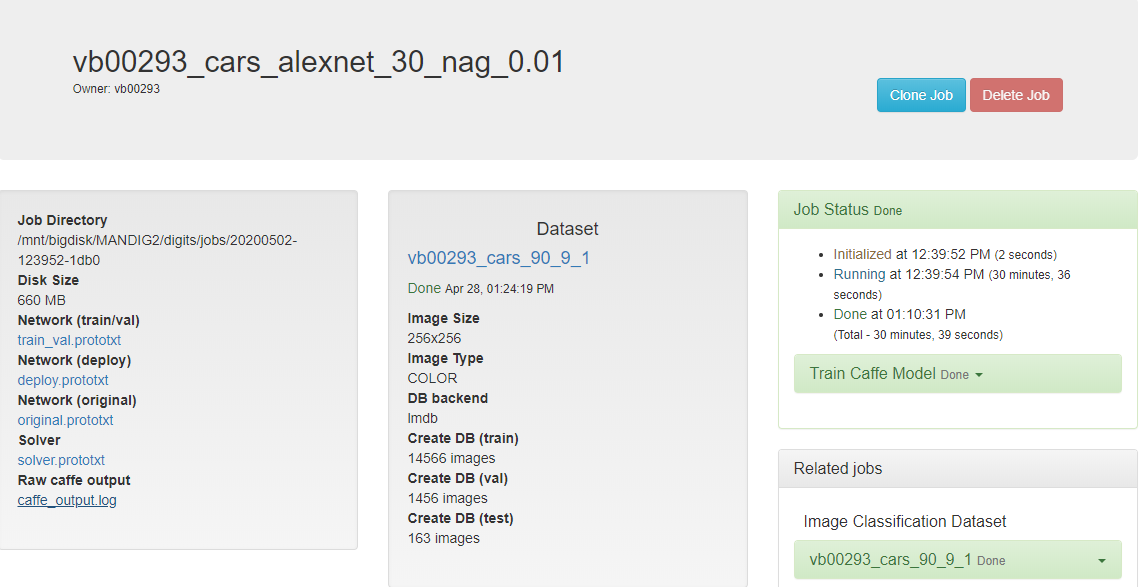 vb00293_cars_alexnet_30_nag_0.01
Owner: vb00293
Clone Job
Delete Job
Job Directory
/mnt/bigdisk/MANDIG2/digits/jobs/20200502-
123952-1db0
Disk Size
660 MB
Network (train/val)
train_val.prototxt
Network (deploy)
deploy.prototxt
Network (original)
original.prototxt
Solver
solver.prototxt
Raw caffe output
caffe_output.log
Dataset
vb00293_cars_90_9_1
Done Apr 28, 01:24:19 PM
Image Size
256x256
Image Type
COLOR
DB backend
lmdb
Create DB (train)
14566 images
Create DB (val)
1456 images
Create DB (test)
163 images
Job Status Done
• Initialized at 12:39:52 PM (2 seconds)
• Running at 12:39:54 PM (30 minutes, 36
seconds)
• Done at 01:10:31 PM
(Total - 30 minutes, 39 seconds)
Train Caffe Model Done
Related jobs
Image Classification Dataset
vb00293_cars_90_9_1 Done